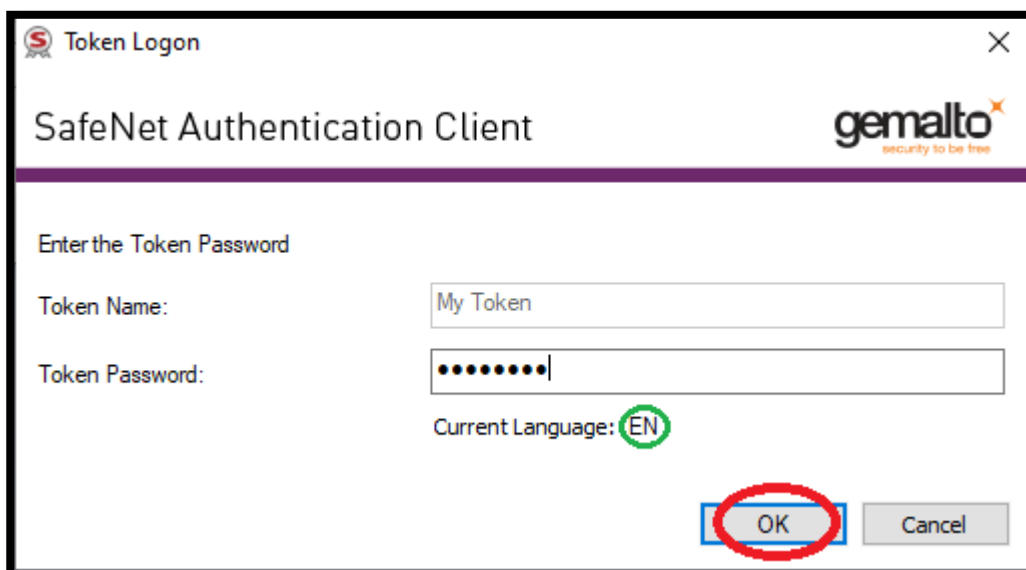 Token Logon
SafeNet Authentication Client
gemalto
security to be free
Enter the Token Password
Token Name:
My Token
Token Password:
••••••••
Current Language: EN
OK
Cancel